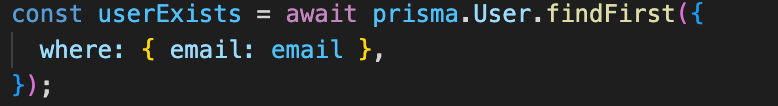 const userExists = await prisma.User.findFirst({
  where: { email: email },
});